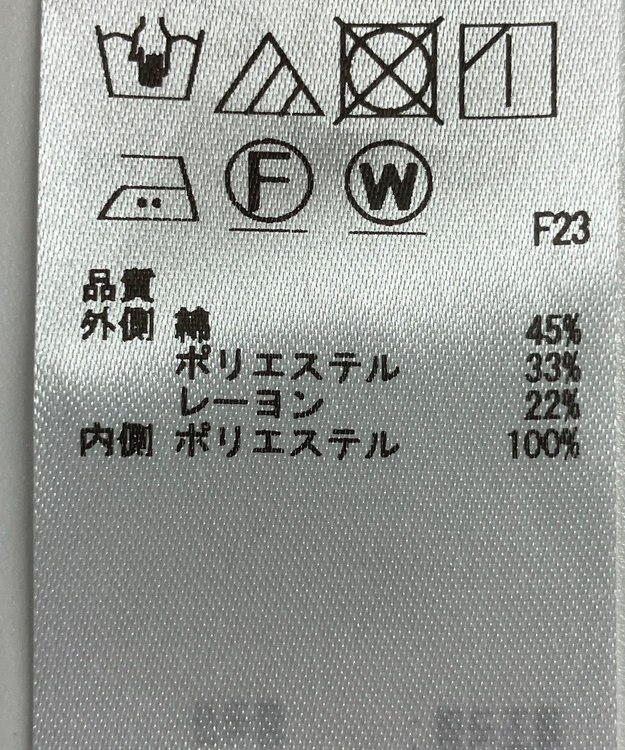 F W
F23
品質
外側 綿 45%
ポリエステル 33%
レーヨン 22%
内側 ポリエステル 100%